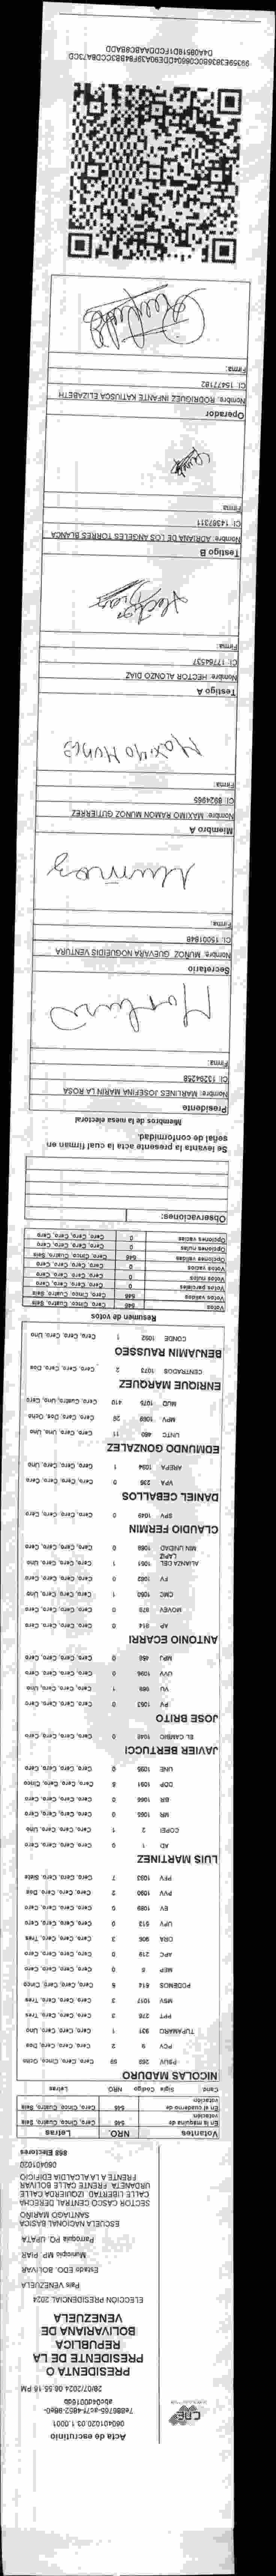 CNE
Acta de escrutinio
060401020.03.1.0001
28/07/2024 06:55:16 PM
PRESIDENTA O
PRESIDENTE DE LA
REPUBLICA
BOLIVARIANA DE
VENEZUELA
ELECCIÓN PRESIDENCIAL 2024
País VENEZUELA
Estado EDO. BOLIVAR
Municipio MP. PIAR
Parroquia PQ. UPATA
ESCUELA NACIONAL BASICA
SANTIAGO MARIÑO
SECTOR CASCO CENTRAL DERECHA
CALLE LIBERTAD. IZQUIERDA CALLE
URDANETA. FRENTE CALLE BOLIVAR
FRENTE A LA ALCALDIA EDIFICIO
060401020
868 Electores
Votantes NRO. Letras
En la máquina de votación 546 Cero, Cinco, Cuatro, Seis
En el cuaderno de votación 546 Cero, Cinco, Cuatro, Seis
Cand Sigla Código NRO. Letras
NICOLAS MADURO
PSUV 269 Cero, Cero, Cinco, Ocho
PCV 9 2 Cero, Cero, Cero, Dos
TUPAMARO 931 1 Cero, Cero, Cero, Uno
PPT 276 3 Cero, Cero, Cero, Tres
MSV 1017 3 Cero, Cero, Cero, Tres
PODEMOS 614 5 Cero, Cero, Cero, Cinco
MEP 5 0 Cero, Cero, Cero, Cero
APC 219 0 Cero, Cero, Cero, Cero
ORA 906 3 Cero, Cero, Cero, Tres
UPV 513 0 Cero, Cero, Cero, Cero
EV 1089 0 Cero, Cero, Cero, Cero
PVV 1090 2 Cero, Cero, Cero, Dos
PFV 1093 7 Cero, Cero, Cero, Siete
LUIS MARTINEZ
AD 1 0 Cero, Cero, Cero, Cero
COPEI 2 1 Cero, Cero, Cero, Uno
MR 1065 0 Cero, Cero, Cero, Cero
BR 1066 0 Cero, Cero, Cero, Cero
DDP 1091 5 Cero, Cero, Cero, Cinco
UNE 1095 0 Cero, Cero, Cero, Cero
JAVIER BERTUCCI
EL CAMBIO 1048 0 Cero, Cero, Cero, Cero
JOSE BRITO
PV 1053 0 Cero, Cero, Cero, Cero
VU 969 1 Cero, Cero, Cero, Uno
UVV 1096 0 Cero, Cero, Cero, Cero
MPJ 456 0 Cero, Cero, Cero, Cero
ANTONIO ECARRI
AP 914 0 Cero, Cero, Cero, Cero
MOVEV 979 0 Cero, Cero, Cero, Cero
CMC 1050 1 Cero, Cero, Cero, Uno
FV 1062 0 Cero, Cero, Cero, Cero
ALIANZA DEL LAPIZ 1051 1 Cero, Cero, Cero, Uno
MIN UNIDAD 1068 0 Cero, Cero, Cero, Cero
CLAUDIO FERMIN
SPV 1049 0 Cero, Cero, Cero, Cero
DANIEL CEBALLOS
VPA 235 0 Cero, Cero, Cero, Cero
AREPA 1094 1 Cero, Cero, Cero, Uno
EDMUNDO GONZALEZ
UNTC 460 11 Cero, Cero, Uno, Uno
MPV 1069 28 Cero, Cero, Dos, Ocho
MUD 1075 410 Cero, Cuatro, Uno, Cero
ENRIQUE MARQUEZ
CENTRADOS 1073 2 Cero, Cero, Cero, Dos
BENJAMIN RAUSSEO
CONDE 1092 1 Cero, Cero, Cero, Uno
Resumen de votos
Votos 546 Cero, Cinco, Cuatro, Seis
Votos validos 546 Cero, Cinco, Cuatro, Seis
Votos parciales 0 Cero, Cero, Cero, Cero
Votos nulos 0 Cero, Cero, Cero, Cero
Votos vacios 0 Cero, Cero, Cero, Cero
Opciones validas 546 Cero, Cinco, Cuatro, Seis
Opciones nulas 0 Cero, Cero, Cero, Cero
Opciones vacias 0 Cero, Cero, Cero, Cero
Observaciones:
Se levanta la presente acta la cual firman en
señal de conformidad.
Miembros de la mesa electoral
Presidente
Nombre: MARLINES JOSEFINA MARIN LA ROSA
CI: 13294258
Firma:
Secretario
Nombre: MUÑOZ GUEVARA NOGUEIDIS VENTURA
CI: 15001848
Firma:
Munoz
Miembro A
Nombre: MAXIMO RAMON MUNOZ GUTIERREZ
CI: 8924965
Firma:
Maximo Munoz
Testigo A
Nombre: HECTOR ALONZO DIAZ
CI: 17764537
Firma:
Hector
Diaz
Testigo B
Nombre: ADRIANA DE LOS ANGELES TORRES BLANCA
CI: 14367311
Firma:
Operador
Nombre: RODRIGUEZ INFANTE KATIUSCA ELIZABETH
CI: 15477182
Firma: